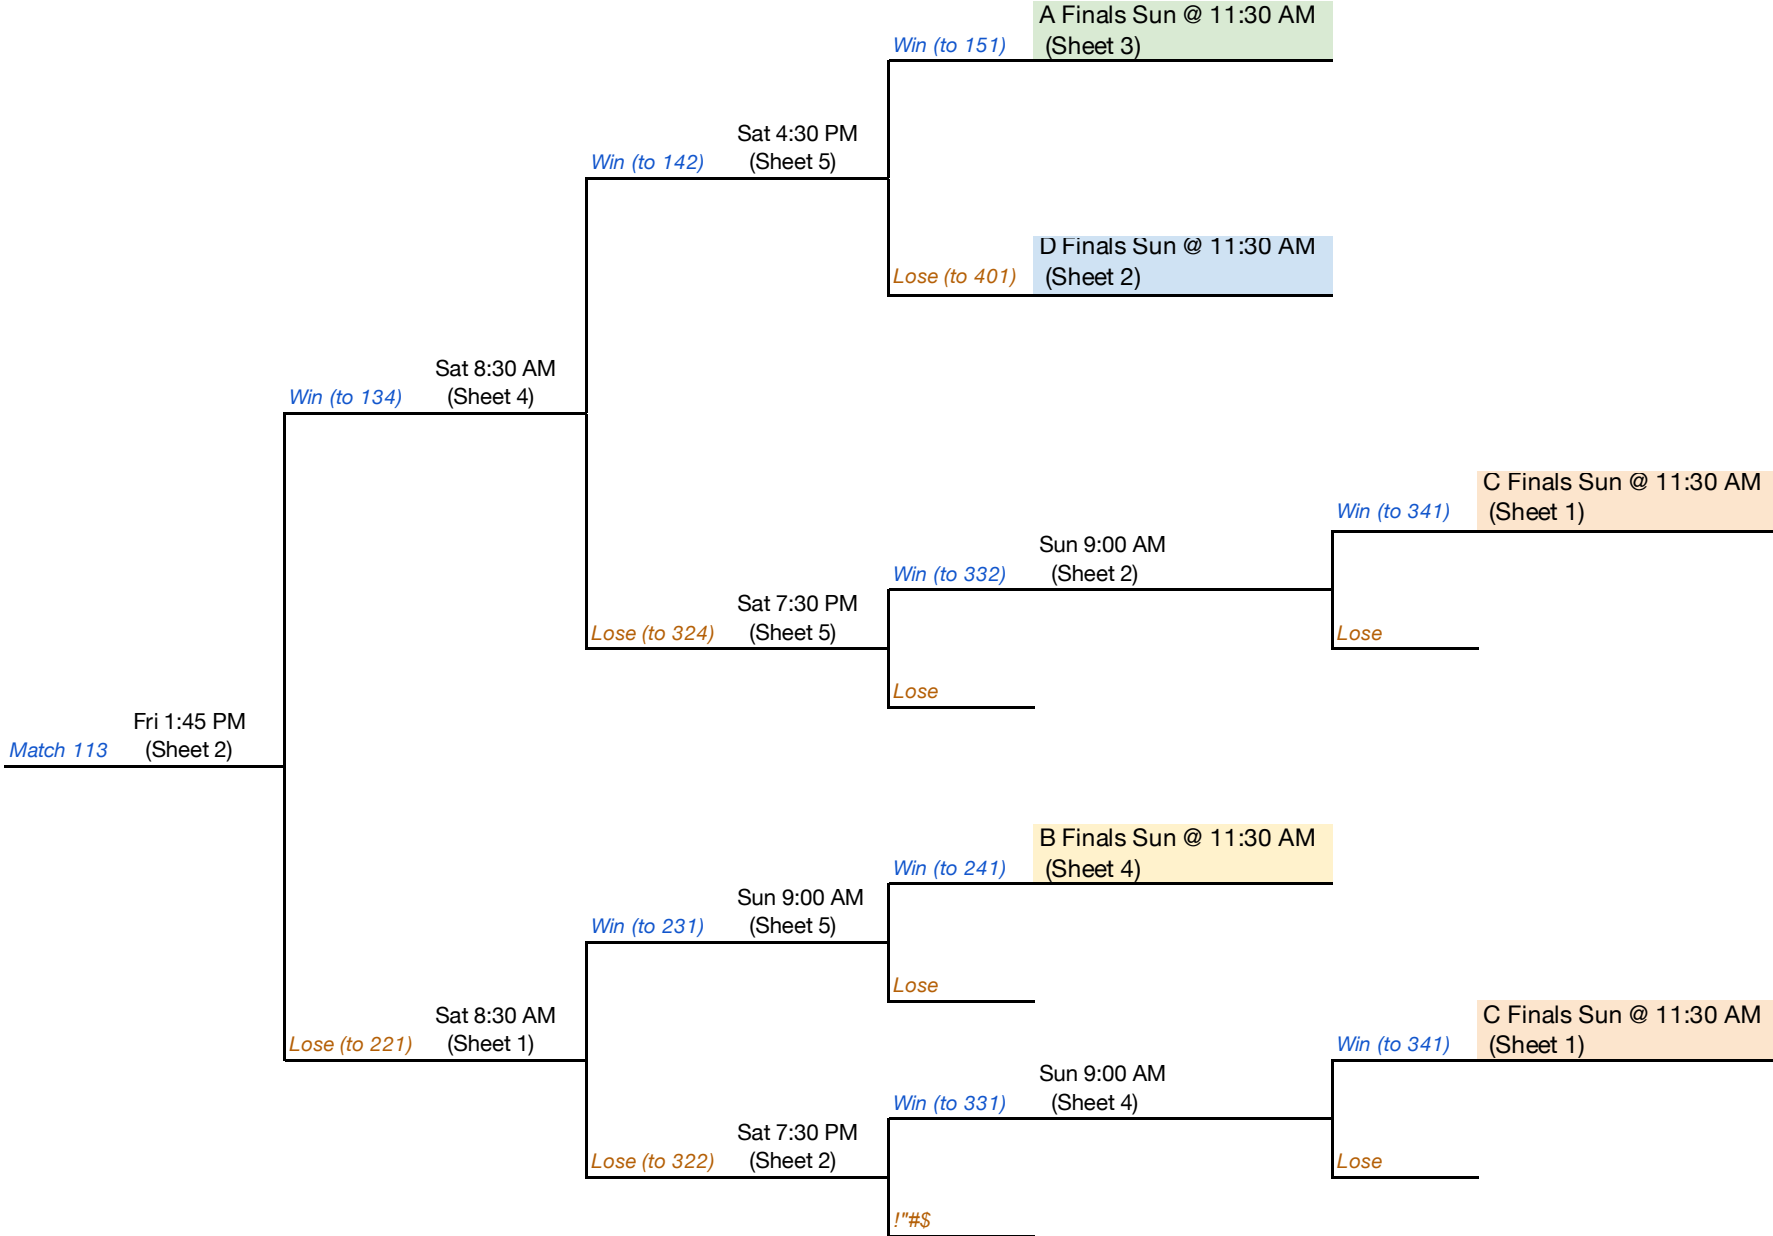 A Finals Sun @ 11:30 AM
Win (to 151)
(Sheet 3)
Sat 4:30 PM
Win (to 142)
(Sheet 5)
D Finals Sun @ 11:30 AM
Lose (to 401)
(Sheet 2)
Sat 8:30 AM
Win (to 134)
(Sheet 4)
C Finals Sun @ 11:30 AM
Win (to 341)
(Sheet 1)
Sun 9:00 AM
Win (to 332)
(Sheet 2)
Sat 7:30 PM
Lose (to 324)
(Sheet 5)
Lose
Lose
Fri 1:45 PM
Match 113
(Sheet 2)
B Finals Sun @ 11:30 AM
Win (to 241)
(Sheet 4)
Sun 9:00 AM
Win (to 231)
(Sheet 5)
Lose
Sat 8:30 AM
Lose (to 221)
(Sheet 1)
C Finals Sun @ 11:30 AM
Win (to 341)
(Sheet 1)
Sun 9:00 AM
Win (to 331)
(Sheet 4)
Sat 7:30 PM
Lose (to 322)
(Sheet 2)
Lose
!"#$